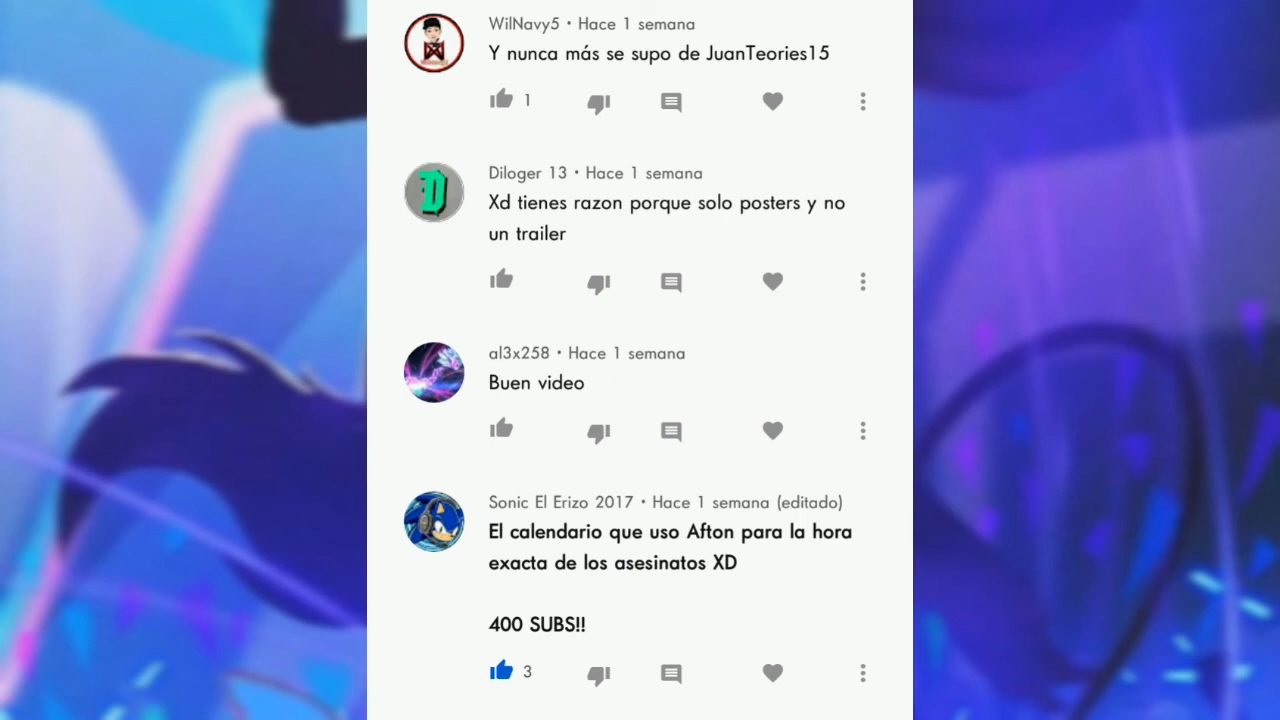 WilNavy5 • Hace 1 semana
Y nunca más se supo de JuanTeories15
1
Diloger 13 • Hace 1 semana
Xd tienes razon porque solo posters y no
un trailer
al3x258 • Hace 1 semana
Buen video
Sonic El Erizo 2017 • Hace 1 semana (editado)
El calendario que uso Afton para la hora
exacta de los asesinatos XD
400 SUBS!!
3